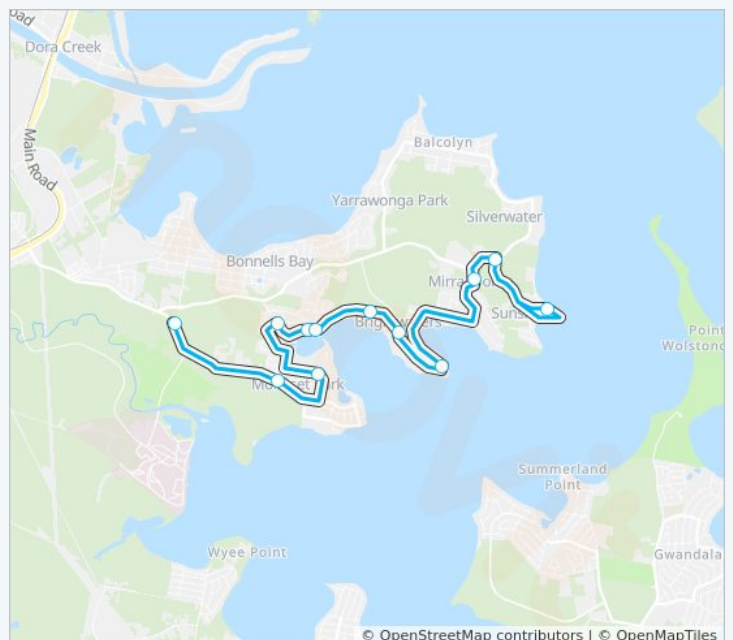 Dora Creek
Main Road
Balcolyn
Yarrawonga Park
Silverwater
Bonnells Bay
Point
Summerland
Point
Gwandala
Wyee Point
© OpenStreetMap contributors | © OpenMapTiles